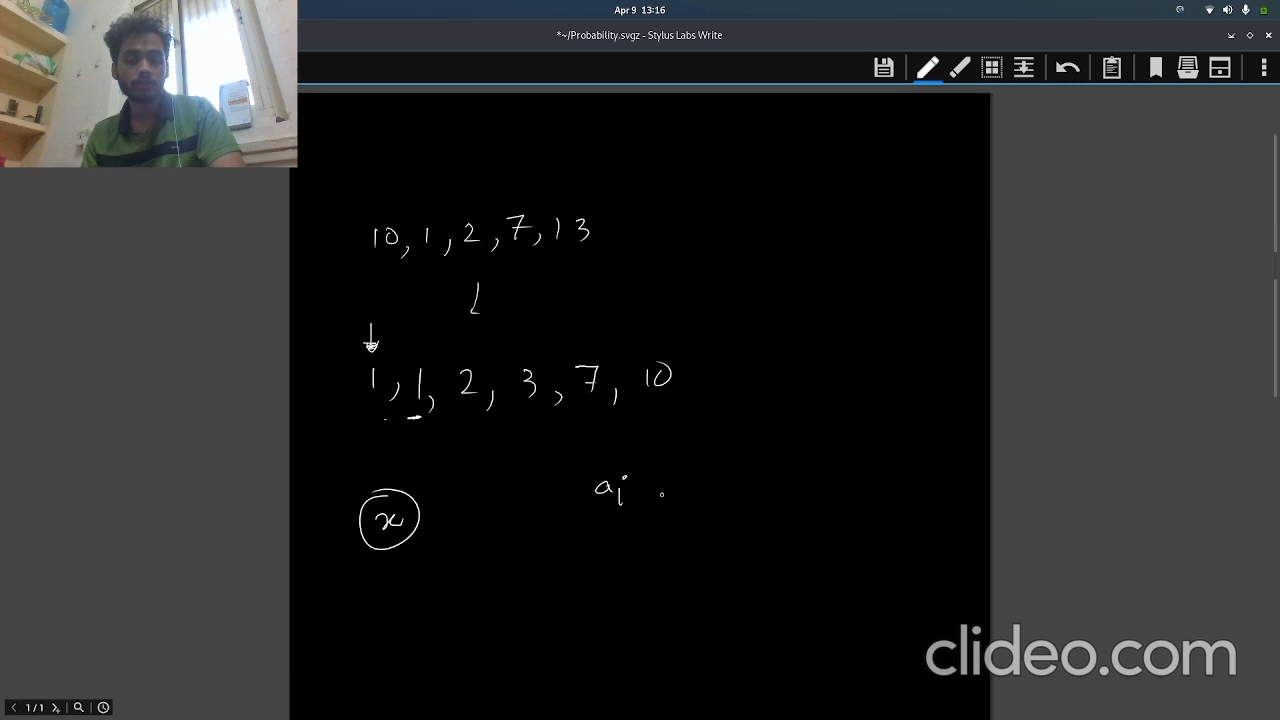 Apr 9 13:16
*~/Probability.svgz - Stylus Labs Write
10, 1, 2, 7, 1 3
1, 1, 2, 3, 7, 10
x
ai .
clideo.com
1/1